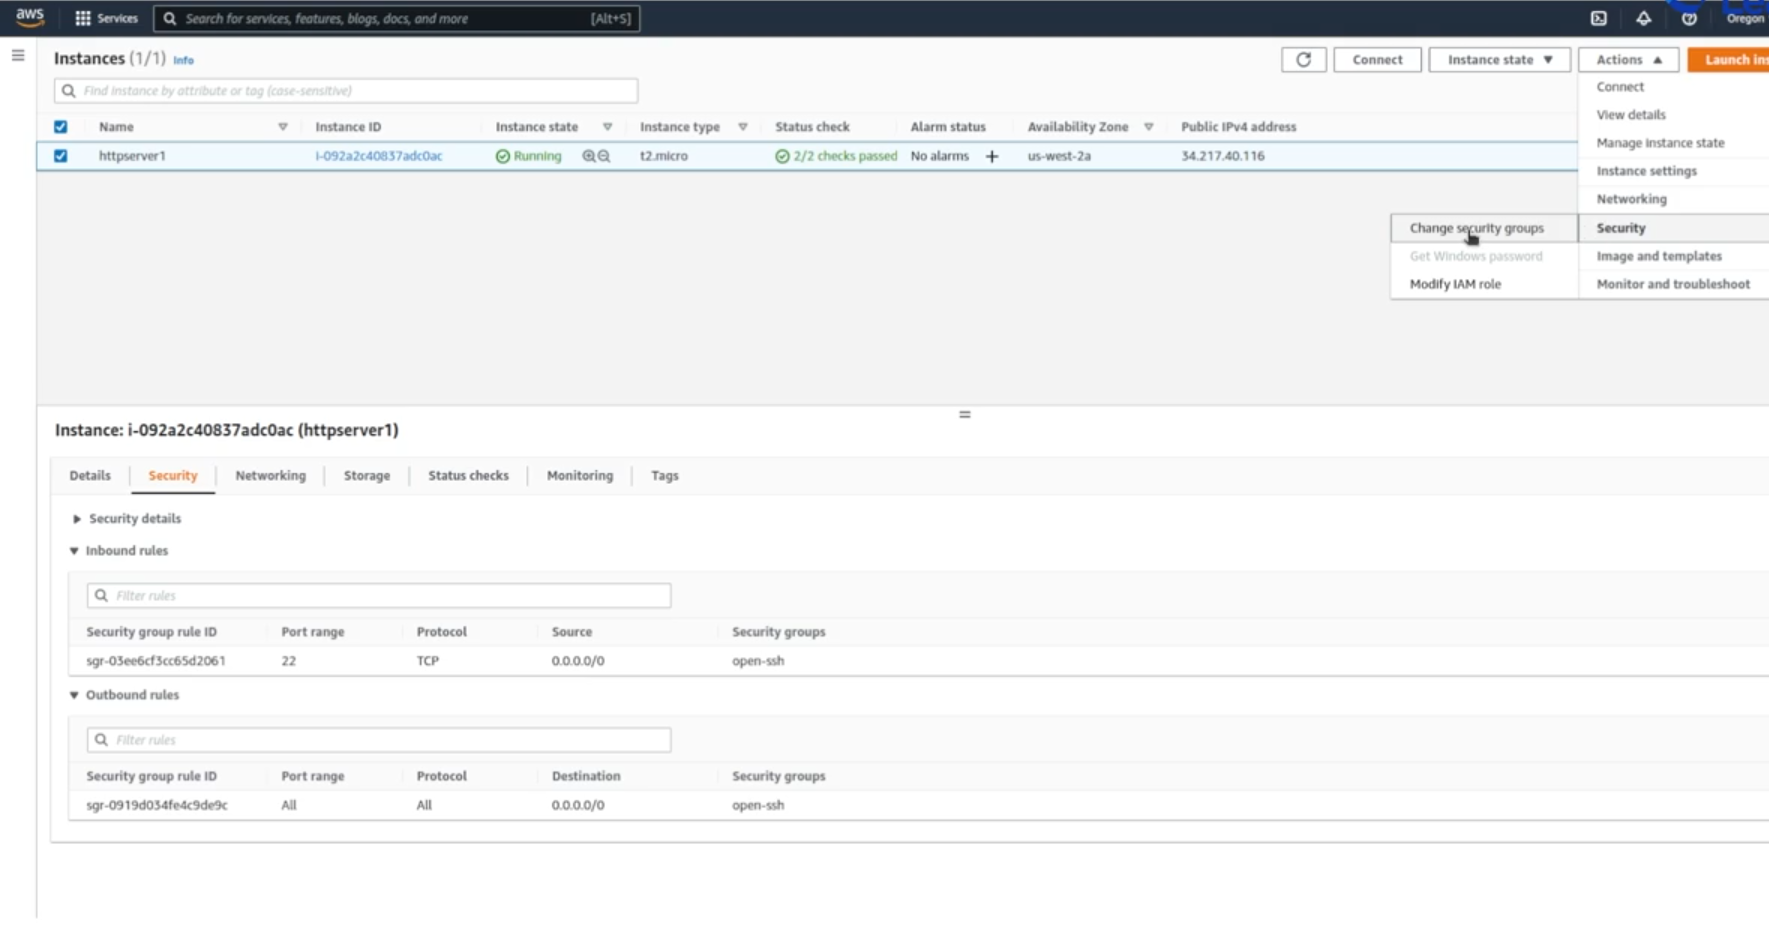 aws Services Search for services, features, blogs, docs, and more [Alt+S] Oregon
Instances (1/1) Info Connect Instance state Actions Launch ins
Find instance by attribute or tag (case-sensitive)
Connect
View details
Manage instance state
Instance settings
Networking
Security
Image and templates
Monitor and troubleshoot
Change security groups
Get Windows password
Modify IAM role
Name Instance ID Instance state Instance type Status check Alarm status Availability Zone Public IPv4 address
httpserver1 i-092a2c40837adc0ac Running t2.micro 2/2 checks passed No alarms + us-west-2a 34.217.40.116
Instance: i-092a2c40837adc0ac (httpserver1)
Details Security Networking Storage Status checks Monitoring Tags
Security details
Inbound rules
Filter rules
Security group rule ID Port range Protocol Source Security groups
sgr-03ee6cf3cc65d2061 22 TCP 0.0.0.0/0 open-ssh
Outbound rules
Filter rules
Security group rule ID Port range Protocol Destination Security groups
sgr-0919d034fe4c9de9c All All 0.0.0.0/0 open-ssh